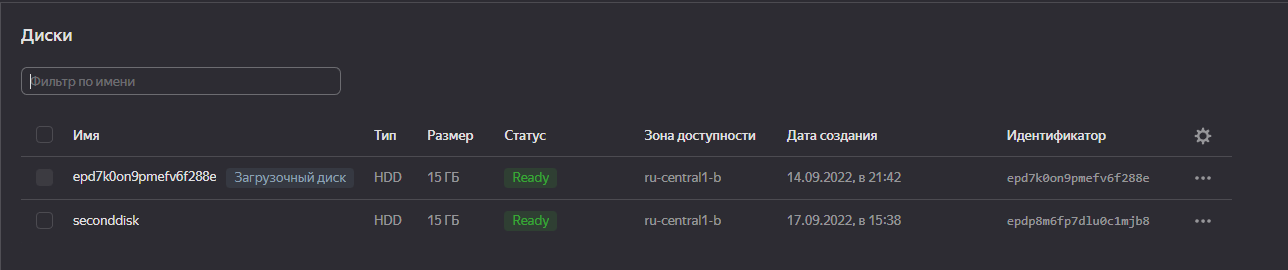 Диски
Фильтр по имени
Имя Тип Размер Статус Зона доступности Дата создания Идентификатор
epd7k0on9pmefv6f288e Загрузочный диск HDD 15 ГБ Ready ru-central1-b 14.09.2022, в 21:42 epd7k0on9pmefv6f288e
seconddisk HDD 15 ГБ Ready ru-central1-b 17.09.2022, в 15:38 epdp8m6fp7dlu0c1mjb8